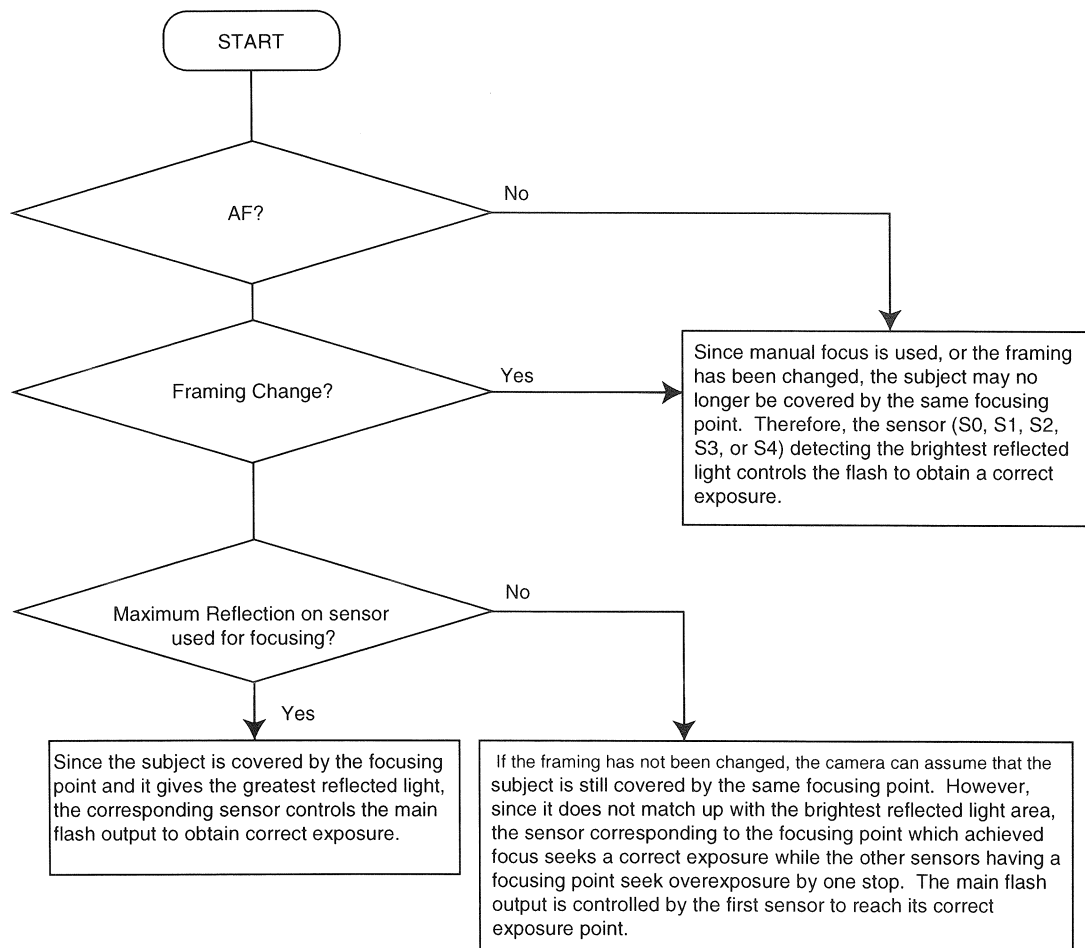 START
AF?
No
Framing Change?
Yes
Since manual focus is used, or the framing
has been changed, the subject may no
longer be covered by the same focusing
point.  Therefore, the sensor (S0, S1, S2,
S3, or S4) detecting the brightest reflected
light controls the flash to obtain a correct
exposure.
Maximum Reflection on sensor
used for focusing?
No
Yes
Since the subject is covered by the focusing
point and it gives the greatest reflected light,
the corresponding sensor controls the main
flash output to obtain correct exposure.
If the framing has not been changed, the camera can assume that the
subject is still covered by the same focusing point.  However,
since it does not match up with the brightest reflected light area,
the sensor corresponding to the focusing point which achieved
focus seeks a correct exposure while the other sensors having a
focusing point seek overexposure by one stop.  The main flash
output is controlled by the first sensor to reach its correct
exposure point.